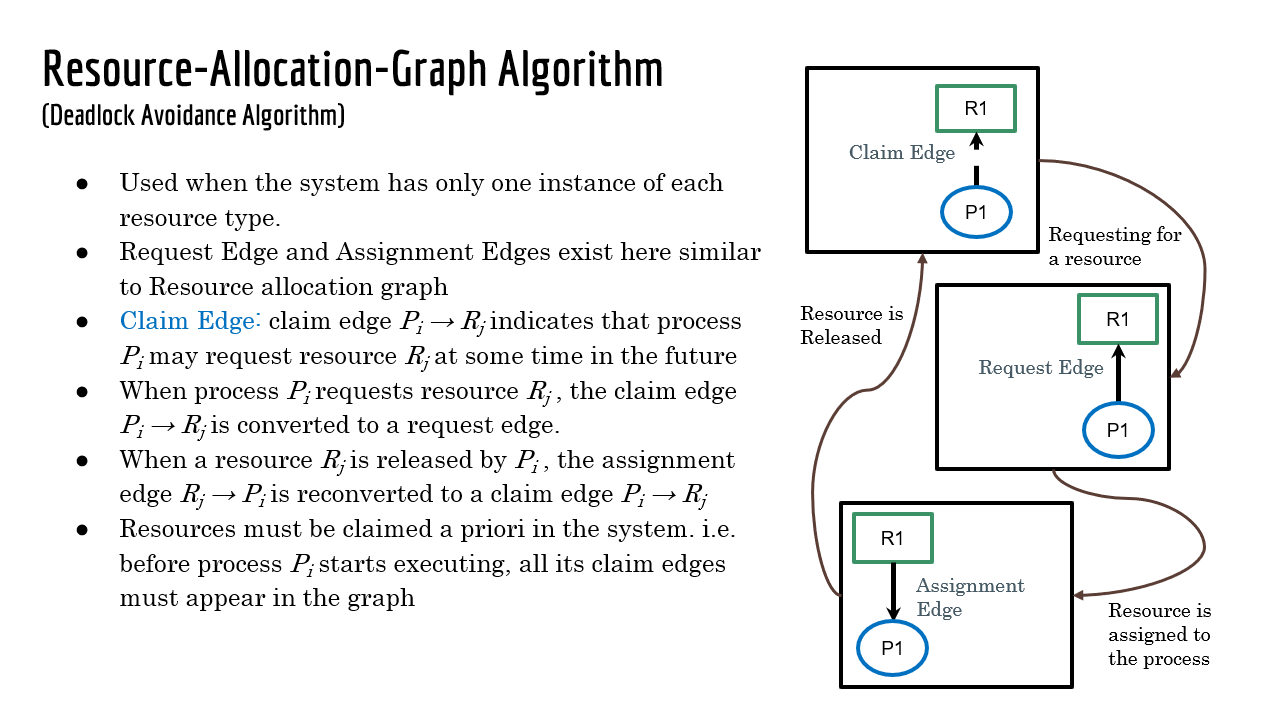 Resource-Allocation-Graph Algorithm
(Deadlock Avoidance Algorithm)
● Used when the system has only one instance of each
resource type.
● Request Edge and Assignment Edges exist here similar
to Resource allocation graph
● Claim Edge: claim edge Pi → Rj indicates that process
Pi may request resource Rj at some time in the future
● When process Pi requests resource Rj , the claim edge
Pi → Rj is converted to a request edge.
● When a resource Rj is released by Pi , the assignment
edge Rj → Pi is reconverted to a claim edge Pi → Rj
● Resources must be claimed a priori in the system. i.e.
before process Pi starts executing, all its claim edges
must appear in the graph
R1
Claim Edge
P1
Requesting for
a resource
Resource is
Released
R1
Request Edge
P1
R1
Assignment
Edge
P1
Resource is
assigned to
the process